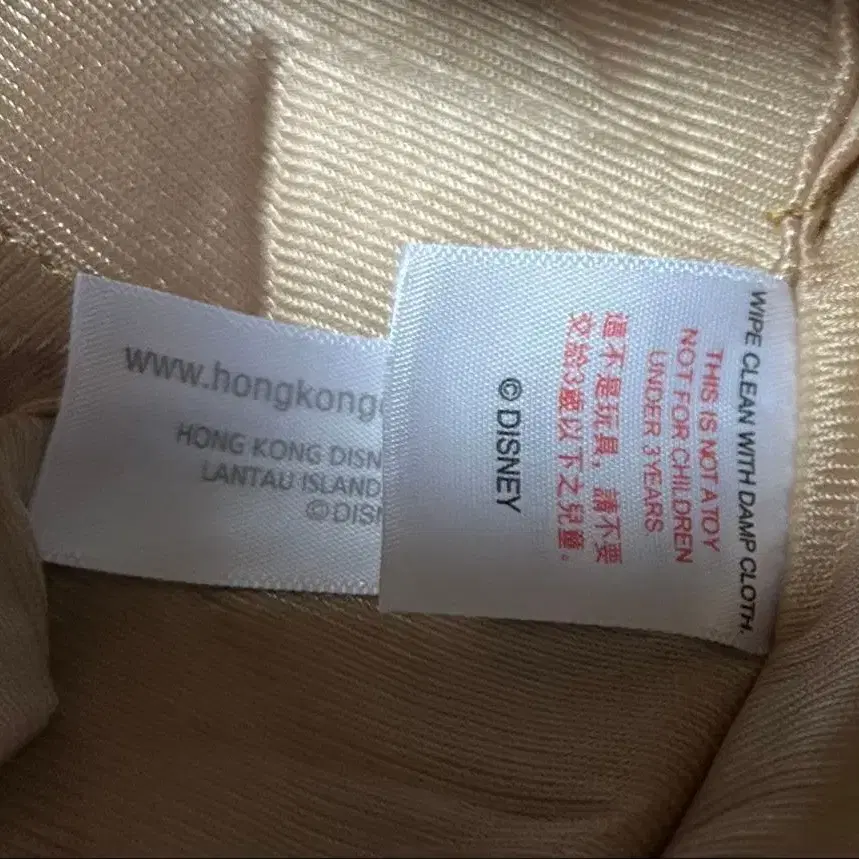 www.hongkong
HONG KONG DISN
LANTAU ISLAND
©DIS
WIPE CLEAN WITH DAMP CLOTH.
THIS IS NOT A TOY
NOT FOR CHILDREN
UNDER 3YEARS
這不是玩具，請不要
交給3歲以下之兒童。
© DISNEY